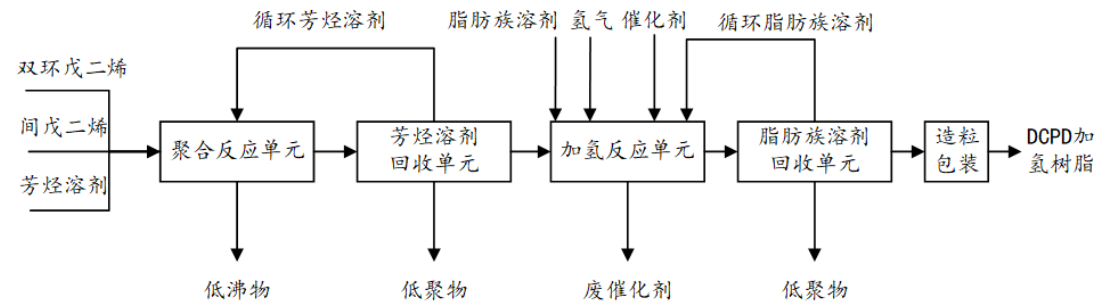 循环芳烃溶剂
脂肪族溶剂 氢气 催化剂
循环脂肪族溶剂
双环戊二烯
间戊二烯
芳烃溶剂
聚合反应单元
芳烃溶剂
回收单元
加氢反应单元
脂肪族溶剂
回收单元
造粒
包装
DCPD加
氢树脂
低沸物
低聚物
废催化剂
低聚物